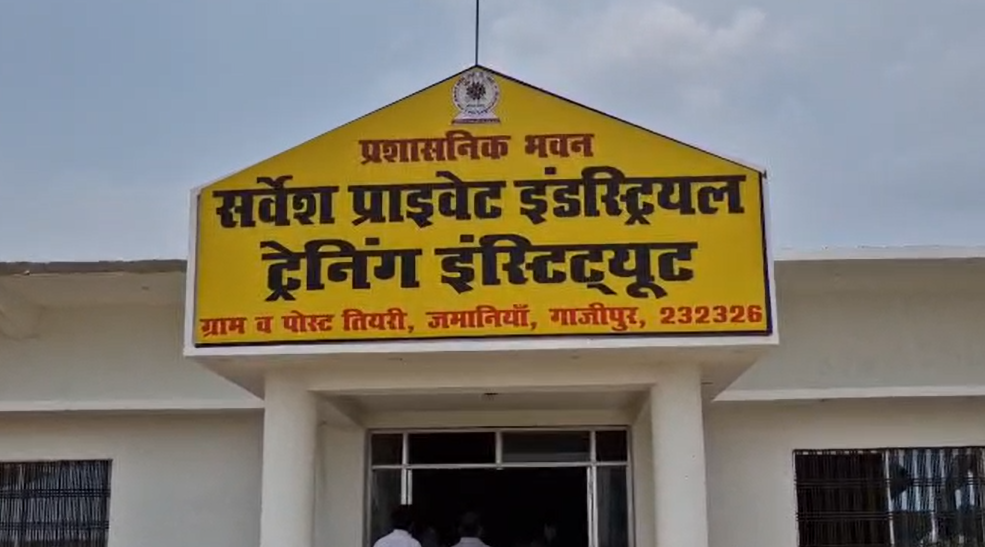 प्रशासनिक भवन
सर्वेश प्राइवेट इंडस्ट्रियल
ट्रेनिंग इंस्टिट्यूट
ग्राम व पोस्ट तियरी, जमानियाँ, गाजीपुर, 232326